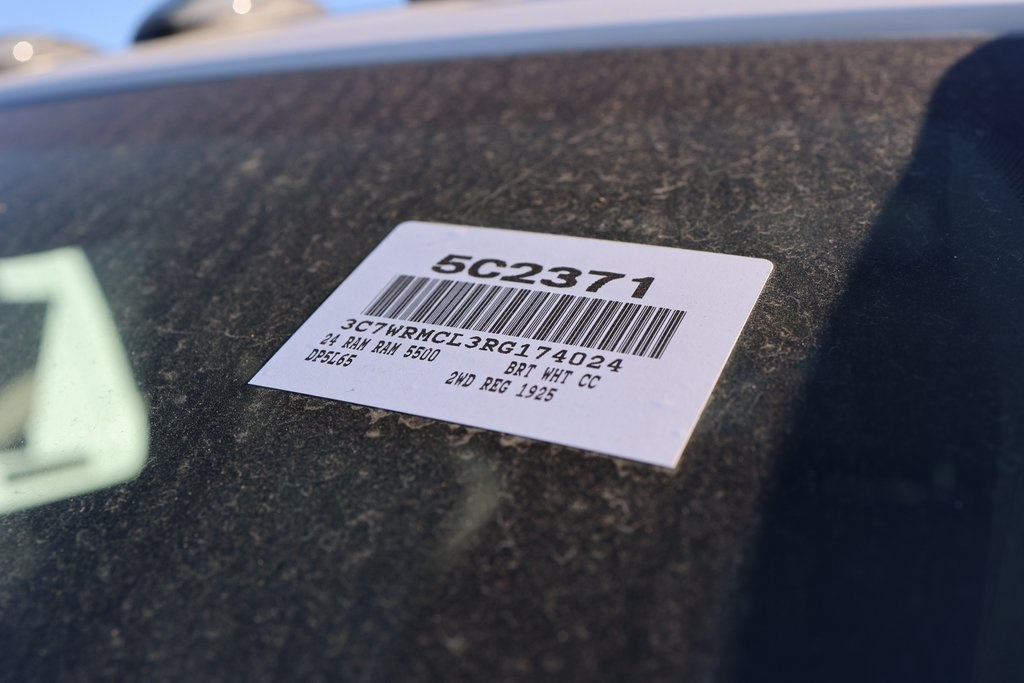 5C2371
3C7WRMCL3RG174024
24 RAM RAM 5500 BRT WHT CC
DP5L65 2WD REG 1925